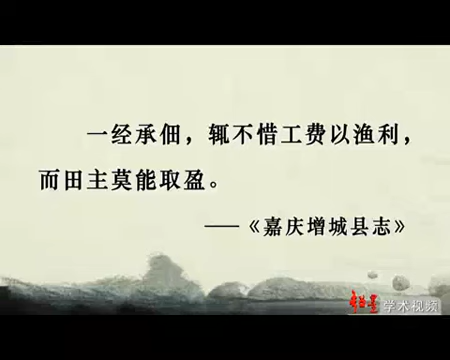 一经承佃，辄不惜工费以渔利，
而田主莫能取盈。
——《嘉庆增城县志》
学术视频